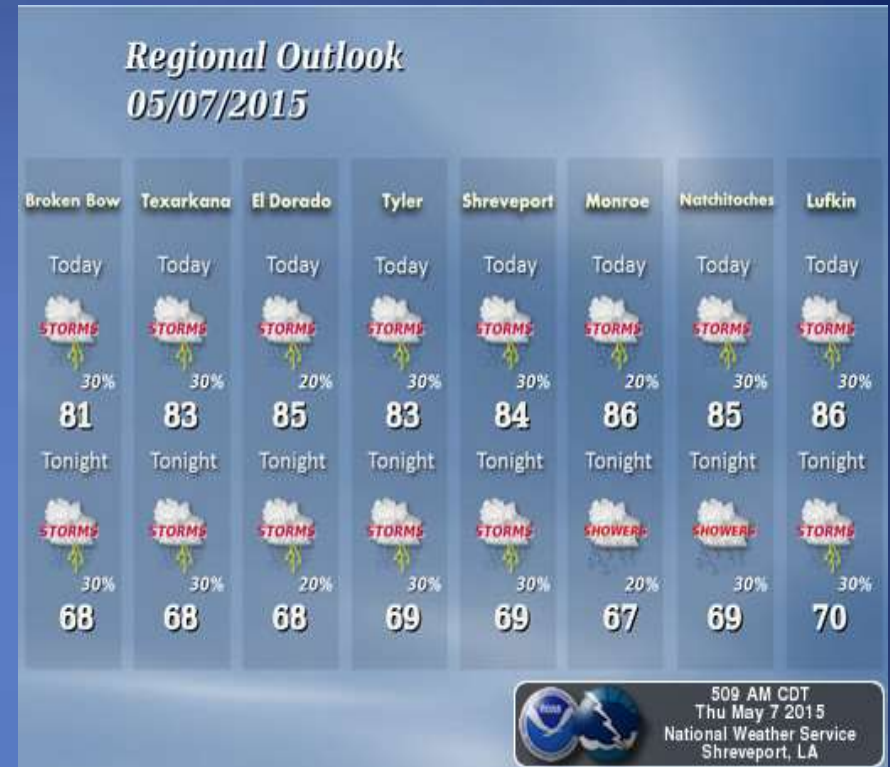 Regional Outlook
05/07/2015
Broken Bow Texarkana El Dorado Tyler Shreveport Monroe Natchitoches Lufkin
Today Today Today Today Today Today Today Today
STORMS STORMS STORMS STORMS STORMS STORMS STORMS STORMS
30% 30% 20% 30% 30% 20% 30% 30%
81 83 85 83 84 86 85 86
Tonight Tonight Tonight Tonight Tonight Tonight Tonight Tonight
STORMS STORMS STORMS STORMS STORMS SHOWERS SHOWERS STORMS
30% 30% 20% 30% 30% 20% 30% 30%
68 68 68 69 69 67 69 70
509 AM CDT
Thu May 7 2015
National Weather Service
Shreveport, LA